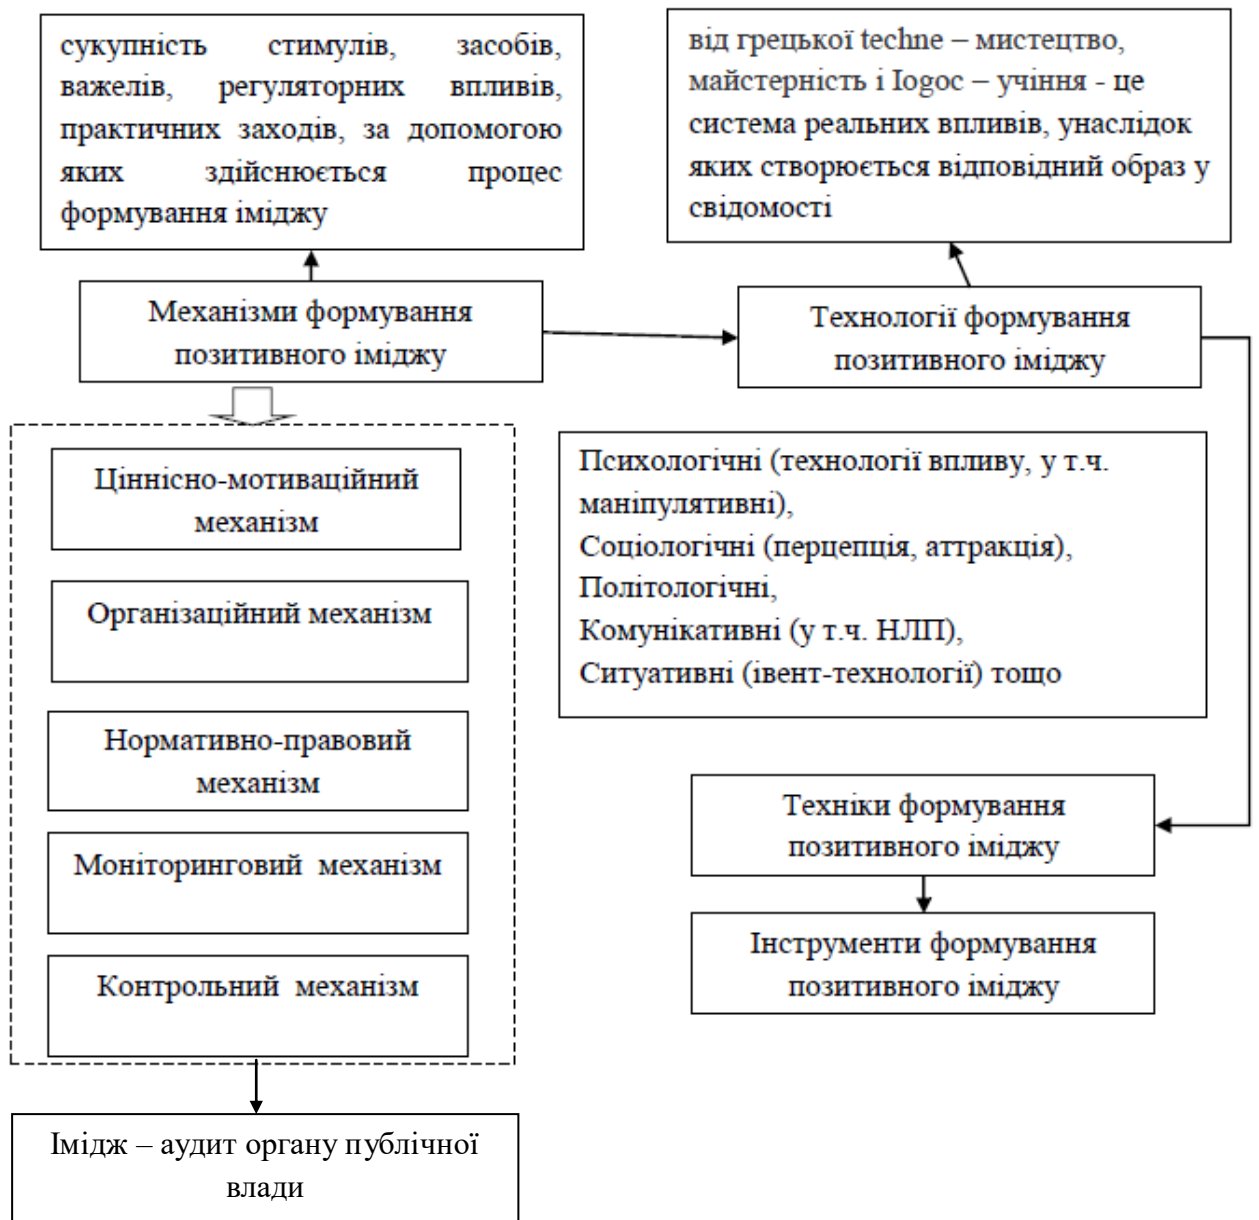 сукупність стимулів, засобів,
важелів, регуляторних впливів,
практичних заходів, за допомогою
яких здійснюється процес
формування іміджу
від грецької techne – мистецтво,
майстерність і Iogoc – учіння - це
система реальних впливів, унаслідок
яких створюється відповідний образ у
свідомості
Механізми формування
позитивного іміджу
Технології формування
позитивного іміджу
Ціннісно-мотиваційний
механізм
Організаційний механізм
Нормативно-правовий
механізм
Моніторинговий механізм
Контрольний механізм
Імідж – аудит органу публічної
влади
Психологічні (технології впливу, у т.ч.
маніпулятивні),
Соціологічні (перцепція, аттракція),
Політологічні,
Комунікативні (у т.ч. НЛП),
Ситуативні (івент-технології) тощо
Техніки формування
позитивного іміджу
Інструменти формування
позитивного іміджу